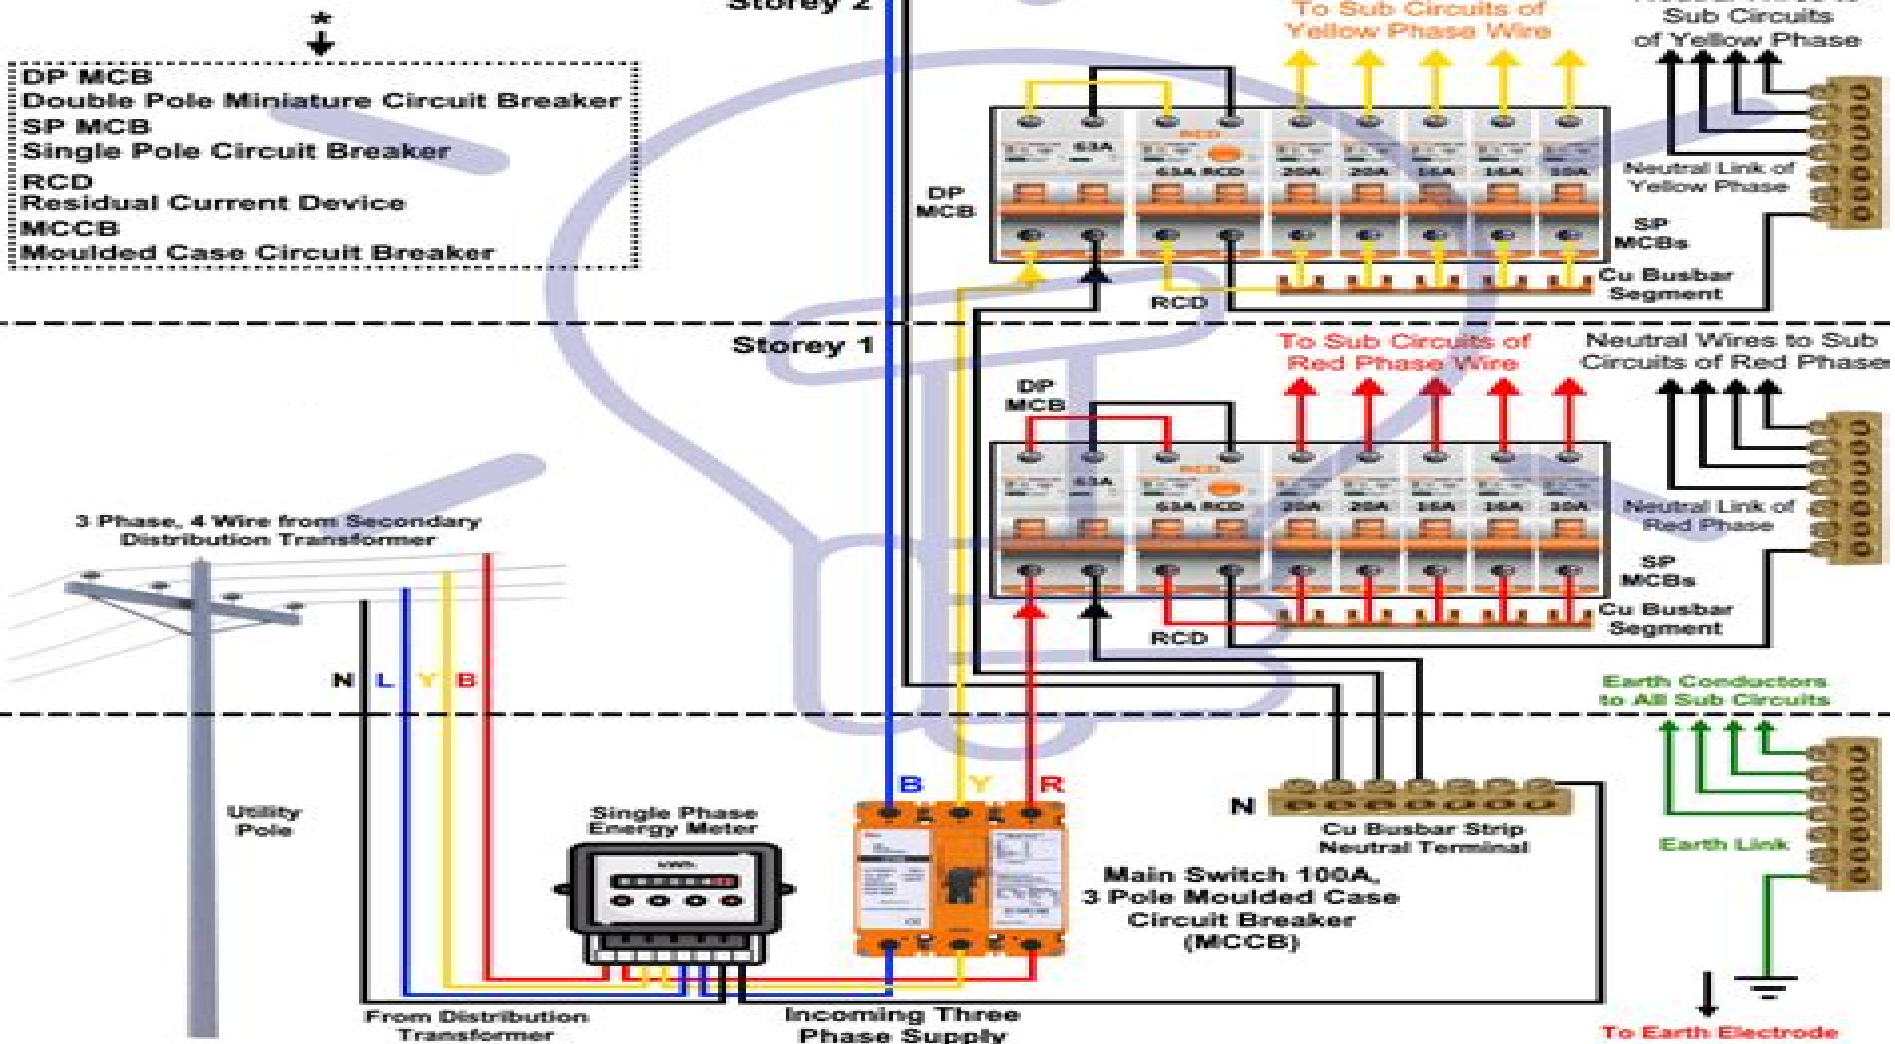 Storey 2
To Sub Circuits of
Yellow Phase Wire
Sub Circuits
of Yellow Phase
*
DP MCB
Double Pole Miniature Circuit Breaker
SP MCB
Single Pole Circuit Breaker
RCD
Residual Current Device
MCCB
Moulded Case Circuit Breaker
DP
MCB
63A
RCD
63A RCD
20A
20A
16A
16A
10A
Neutral Link of
Yellow Phase
SP
MCBs
Cu Busbar
Segment
RCD
Storey 1
To Sub Circuits of
Red Phase Wire
Neutral Wires to Sub
Circuits of Red Phase
DP
MCB
63A
RCD
63A RCD
20A
20A
16A
16A
10A
Neutral Link of
Red Phase
SP
MCBs
Cu Busbar
Segment
RCD
3 Phase, 4 Wire from Secondary
Distribution Transformer
N L Y B
Earth Conductors
to All Sub Circuits
B Y R
Utility
Pole
Single Phase
Energy Meter
kWh
N
Cu Busbar Strip
Neutral Terminal
Earth Link
Main Switch 100A,
3 Pole Moulded Case
Circuit Breaker
(MCCB)
From Distribution
Transformer
Incoming Three
Phase Supply
To Earth Electrode